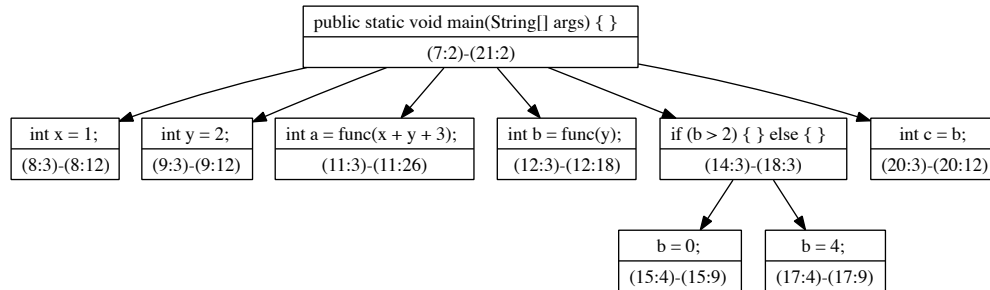 public static void main(String[] args) { }
(7:2)-(21:2)
int x = 1;
(8:3)-(8:12)
int y = 2;
(9:3)-(9:12)
int a = func(x + y + 3);
(11:3)-(11:26)
int b = func(y);
(12:3)-(12:18)
if (b > 2) { } else { }
(14:3)-(18:3)
int c = b;
(20:3)-(20:12)
b = 0;
(15:4)-(15:9)
b = 4;
(17:4)-(17:9)